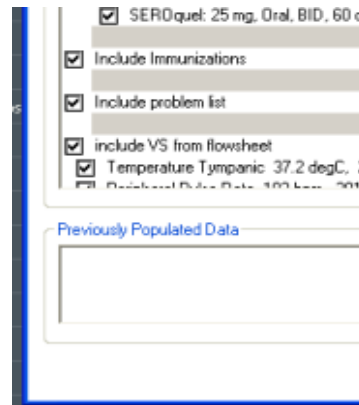 SEROquel: 25 mg, Oral, BID, 60
Include Immunizations
Include problem list
include VS from flowsheet
Temperature Tympanic 37.2 degC,
Previously Populated Data